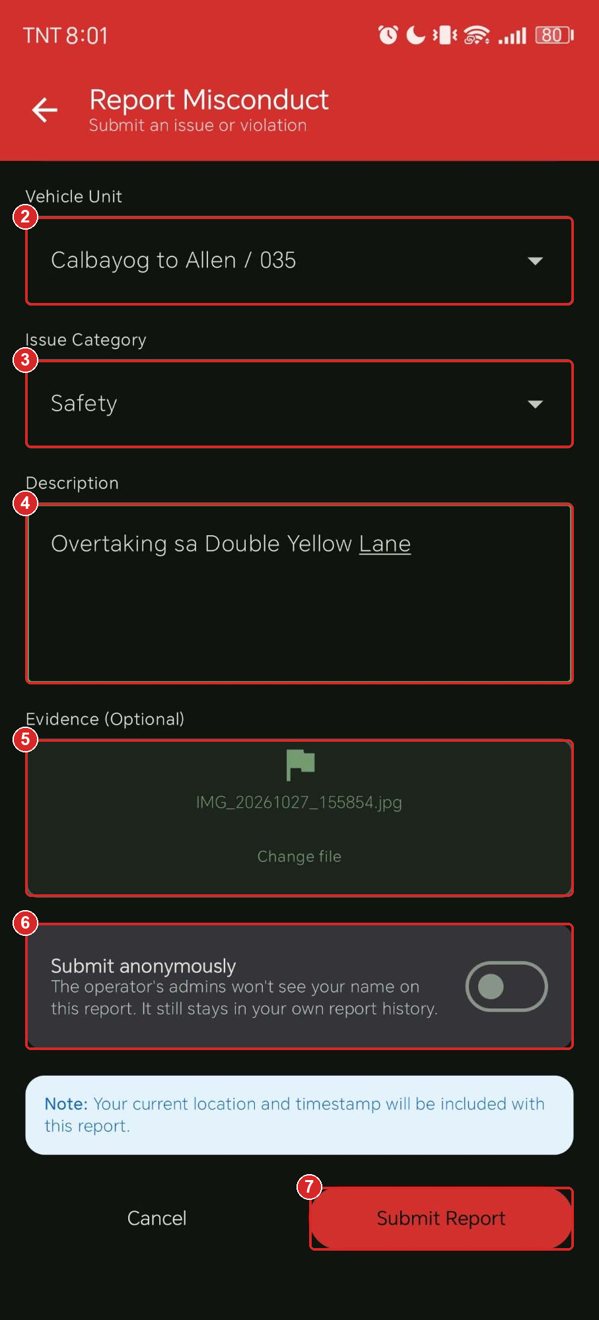 TNT 8:01
80
Report Misconduct
Submit an issue or violation
Vehicle Unit
2
Calbayog to Allen / 035
Issue Category
3
Safety
Description
4
Overtaking sa Double Yellow Lane
Evidence (Optional)
5
IMG_20261027_155854.jpg
Change file
6
Submit anonymously
The operator's admins won't see your name on
this report. It still stays in your own report history.
Note: Your current location and timestamp will be included with
this report.
7
Cancel
Submit Report